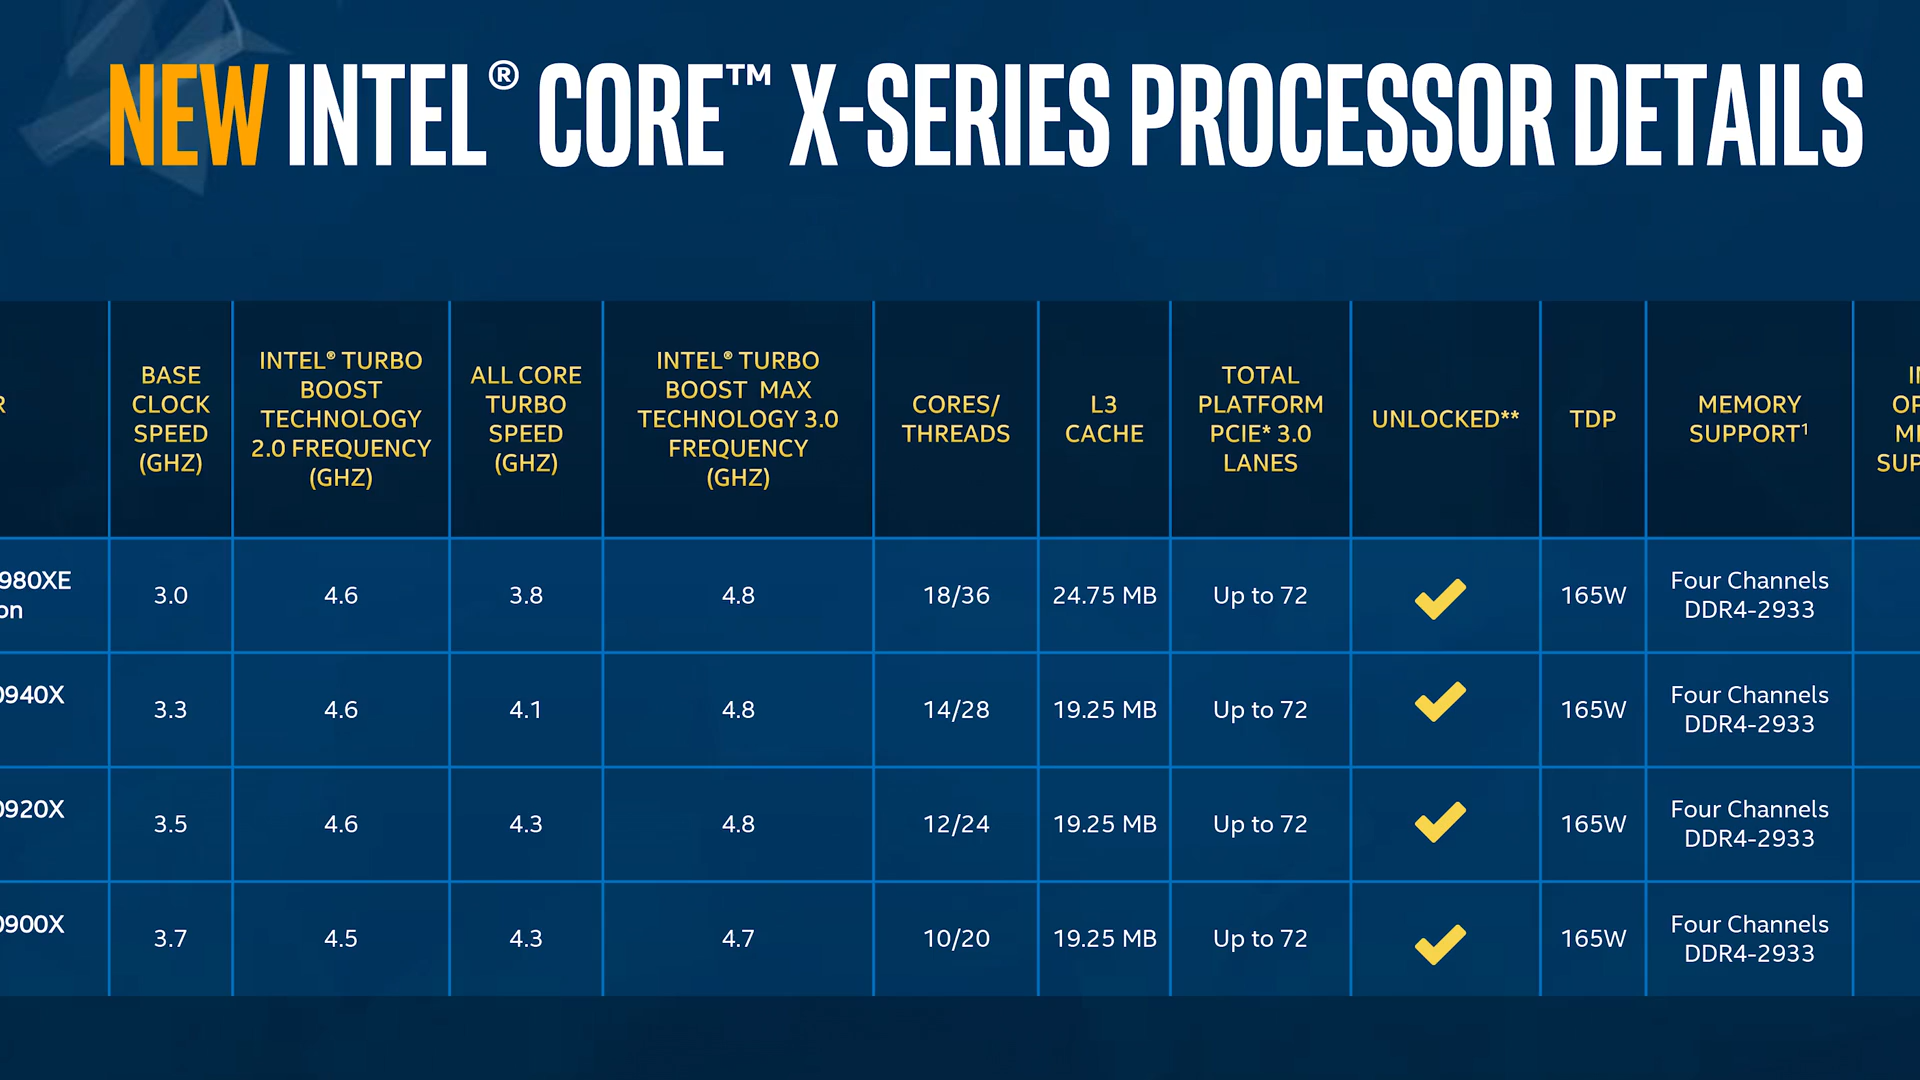 NEW INTEL® CORE™ X-SERIES PROCESSOR DETAILS
BASE
CLOCK
SPEED
(GHZ)
INTEL® TURBO
BOOST
TECHNOLOGY
2.0 FREQUENCY
(GHZ)
ALL CORE
TURBO
SPEED
(GHZ)
INTEL® TURBO
BOOST MAX
TECHNOLOGY 3.0
FREQUENCY
(GHZ)
CORES/
THREADS
L3
CACHE
TOTAL
PLATFORM
PCIE* 3.0
LANES
UNLOCKED**
TDP
MEMORY
SUPPORT¹
980XE
3.0
4.6
3.8
4.8
18/36
24.75 MB
Up to 72
165W
Four Channels
DDR4-2933
940X
3.3
4.6
4.1
4.8
14/28
19.25 MB
Up to 72
165W
Four Channels
DDR4-2933
920X
3.5
4.6
4.3
4.8
12/24
19.25 MB
Up to 72
165W
Four Channels
DDR4-2933
900X
3.7
4.5
4.3
4.7
10/20
19.25 MB
Up to 72
165W
Four Channels
DDR4-2933